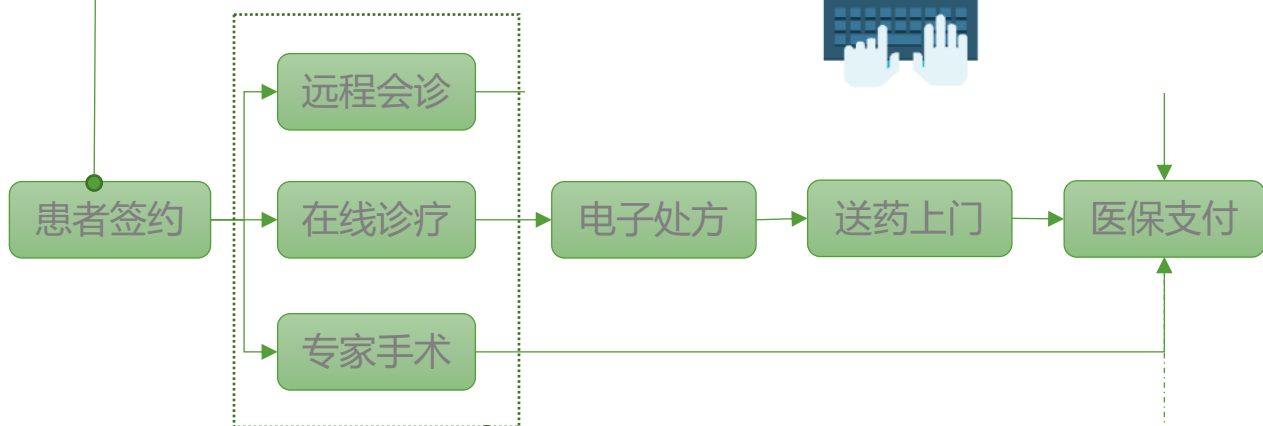 远程会诊
患者签约
在线诊疗
电子处方
送药上门
医保支付
专家手术